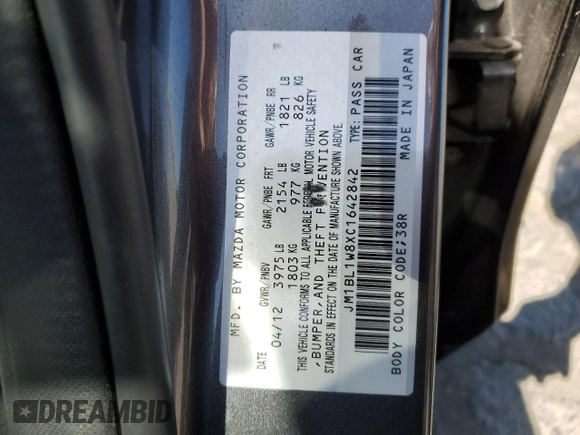 MFD. BY MAZDA MOTOR CORPORATION
DATE GVWR/PNBV GAWR/PNBE FRT GAWR/PNBE RR
04/12 3975 LB 2154 LB 1821 LB
1803 KG 977 KG 826 KG
THIS VEHICLE CONFORMS TO ALL APPLICABLE FEDERAL MOTOR VEHICLE SAFETY
,BUMPER,AND THEFT PREVENTION
STANDARDS IN EFFECT ON THE DATE OF MANUFACTURE SHOWN ABOVE.
JM1BL1W8XC1642842 TYPE: PASS CAR
BODY COLOR CODE;38R MADE IN JAPAN
DREAMBID